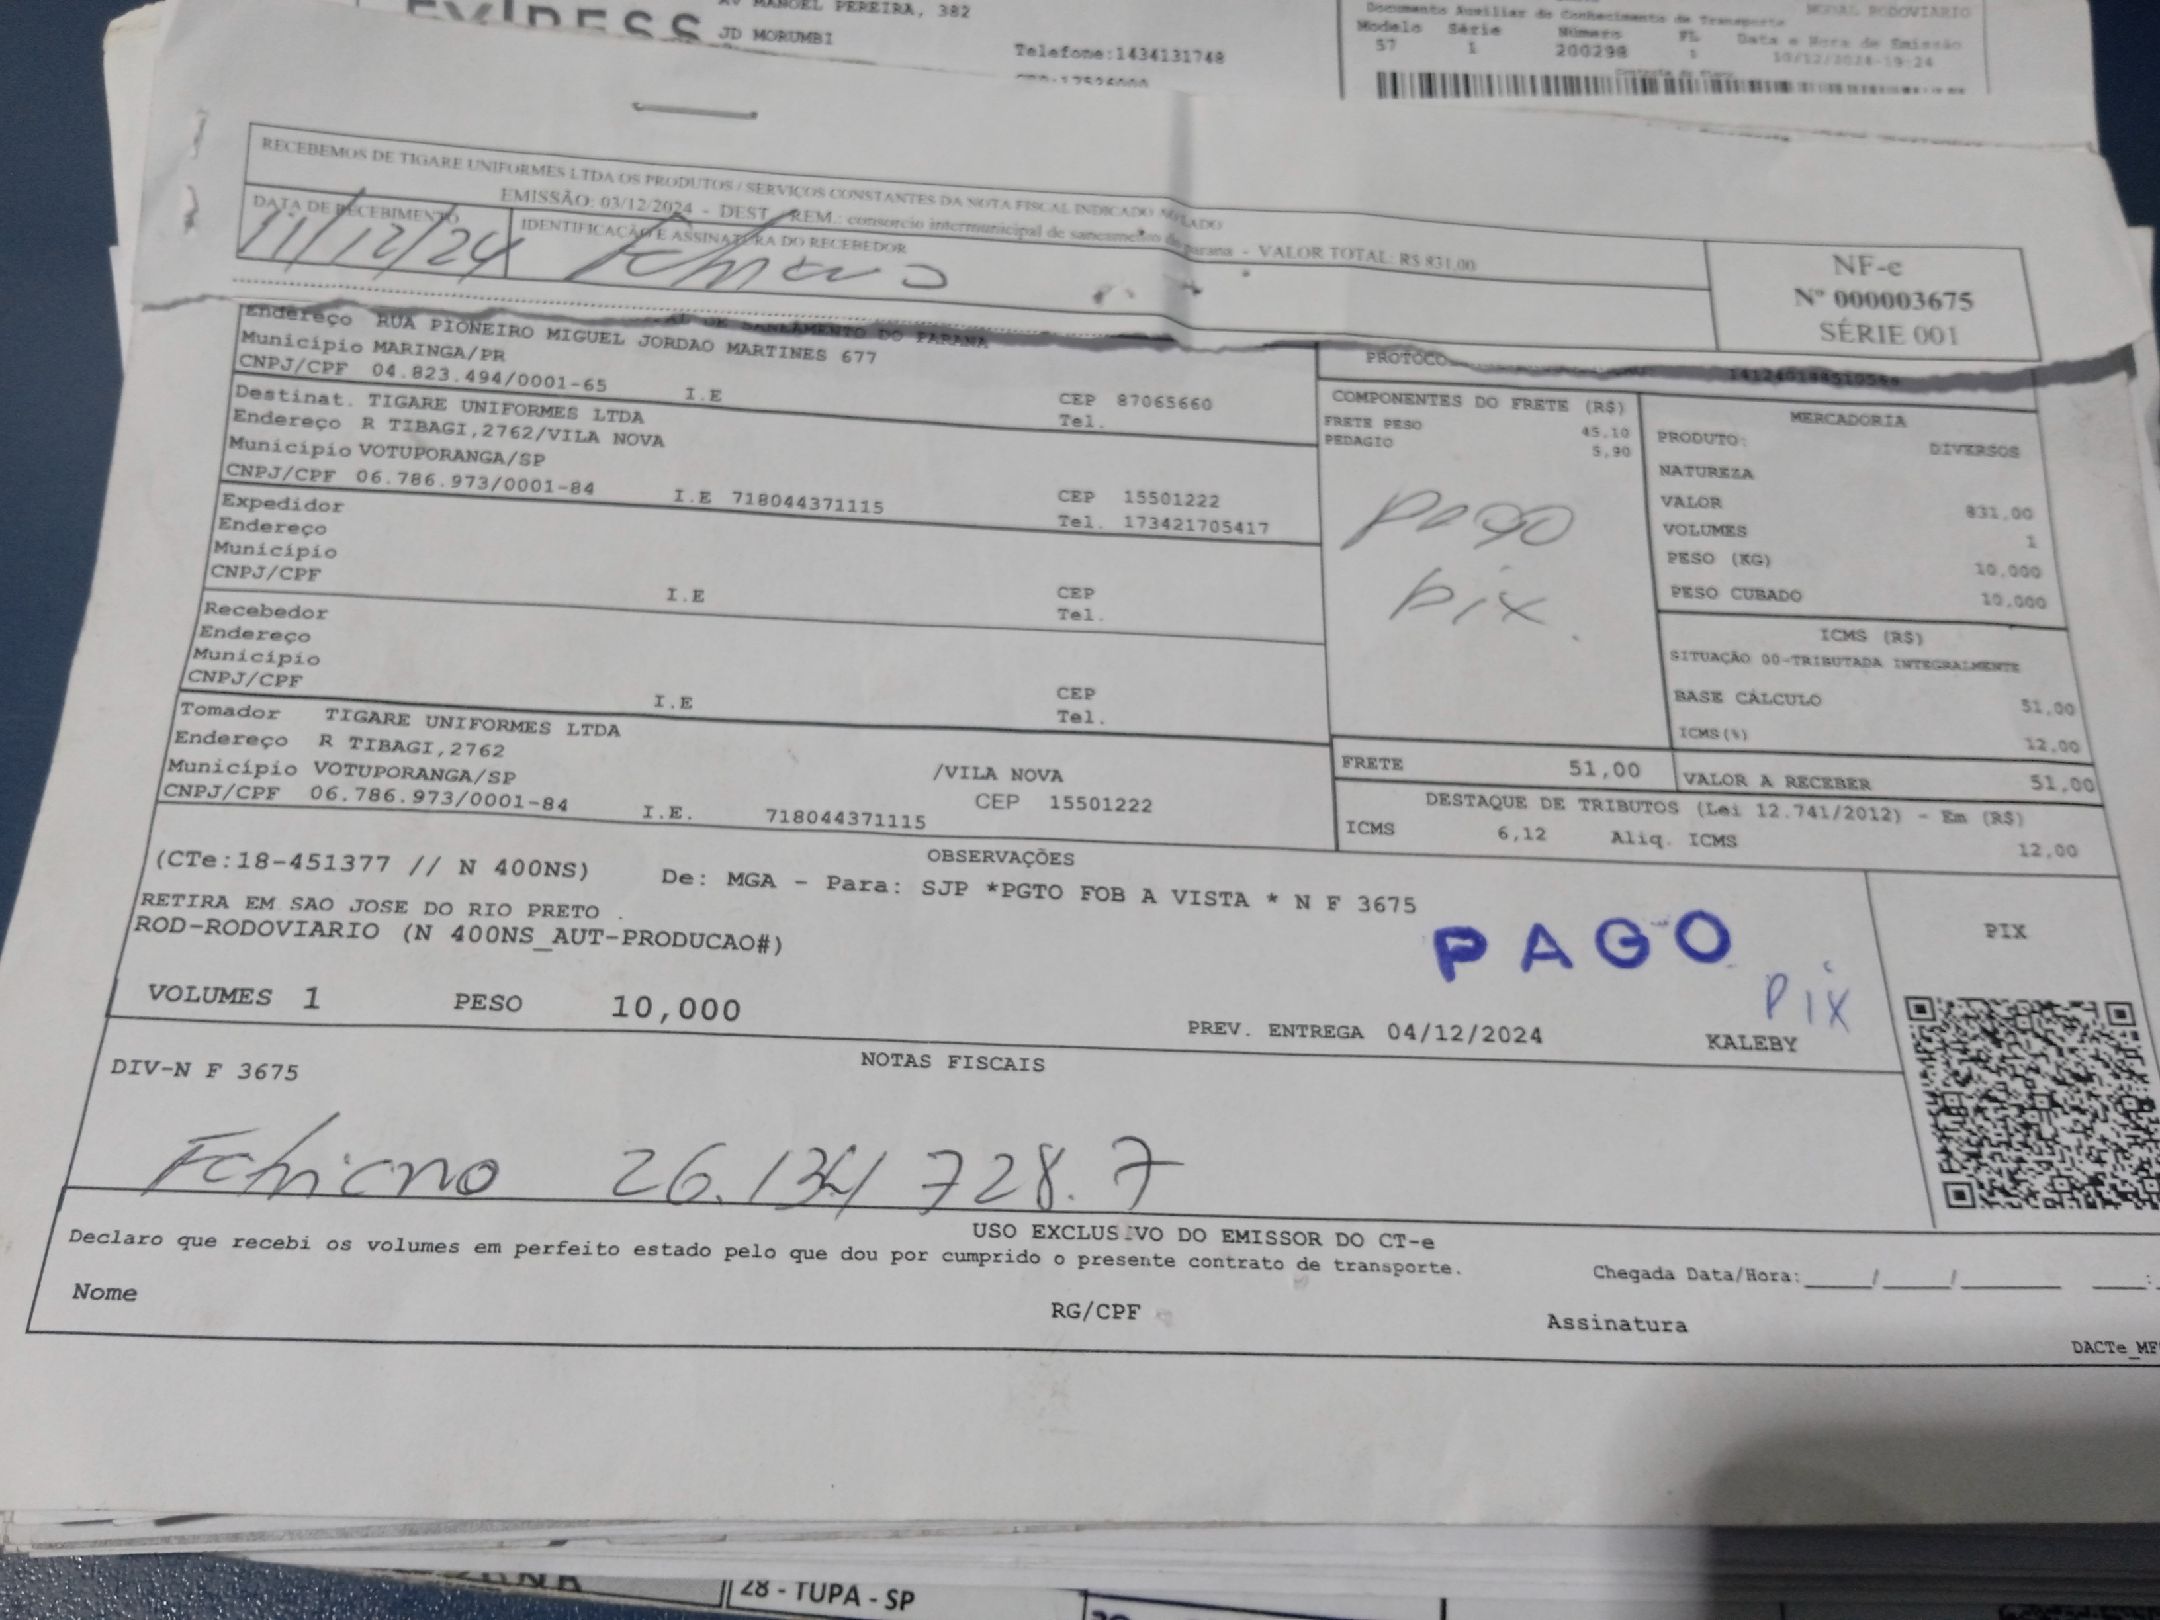 EXPRESS
AV MANOEL PEREIRA, 382
JD MORUMBI
Telefone:1434131748
CEP:17526000
Documento Auxiliar do Conhecimento de Transporte
MODAL RODOVIARIO
Modelo Série Número FL Data e Hora de Emissão
57 1 200298 1 10/12/2024-19:24
RECEBEMOS DE TIGARE UNIFORMES LTDA OS PRODUTOS / SERVIÇOS CONSTANTES DA NOTA FISCAL INDICADO AO LADO
EMISSÃO: 03/12/2024 - DEST. / REM.: consorcio intermunicipal de saneamento do parana - VALOR TOTAL: R$ 831,00
DATA DE RECEBIMENTO
11/12/24
IDENTIFICAÇÃO E ASSINATURA DO RECEBEDOR
NF-e
Nº 000003675
SÉRIE 001
DE SANEAMENTO DO PARANA
Endereço RUA PIONEIRO MIGUEL JORDAO MARTINES 677
Município MARINGA/PR
CNPJ/CPF 04.823.494/0001-65 I.E CEP 87065660
Tel.
Destinat. TIGARE UNIFORMES LTDA
Endereço R TIBAGI,2762/VILA NOVA
Município VOTUPORANGA/SP
CNPJ/CPF 06.786.973/0001-84 I.E 718044371115 CEP 15501222
Tel. 173421705417
Expedidor
Endereço
Município
CNPJ/CPF I.E CEP
Tel.
Recebedor
Endereço
Município
CNPJ/CPF I.E CEP
Tel.
Tomador TIGARE UNIFORMES LTDA
Endereço R TIBAGI,2762 /VILA NOVA
Município VOTUPORANGA/SP CEP 15501222
CNPJ/CPF 06.786.973/0001-84 I.E. 718044371115
COMPONENTES DO FRETE (R$)
FRETE PESO 45,10
PEDAGIO 5,90
pago
pix.
MERCADORIA
PRODUTO: DIVERSOS
NATUREZA
VALOR 831,00
VOLUMES 1
PESO (KG) 10,000
PESO CUBADO 10,000
ICMS (R$)
SITUAÇÃO 00-TRIBUTADA INTEGRALMENTE
BASE CÁLCULO 51,00
ICMS(%) 12,00
FRETE 51,00 VALOR A RECEBER 51,00
DESTAQUE DE TRIBUTOS (Lei 12.741/2012) - Em (R$)
ICMS 6,12 Aliq. ICMS 12,00
OBSERVAÇÕES
(CTe:18-451377 // N 400NS) De: MGA - Para: SJP *PGTO FOB A VISTA * N F 3675
RETIRA EM SAO JOSE DO RIO PRETO .
ROD-RODOVIARIO (N 400NS_AUT-PRODUCAO#)
PAGO
Pix
PIX
VOLUMES 1 PESO 10,000 PREV. ENTREGA 04/12/2024 KALEBY
NOTAS FISCAIS
DIV-N F 3675
26.134 728.7
USO EXCLUSIVO DO EMISSOR DO CT-e
Declaro que recebi os volumes em perfeito estado pelo que dou por cumprido o presente contrato de transporte.
Chegada Data/Hora:____/____/____ __:
Nome RG/CPF Assinatura
28 - TUPA - SP